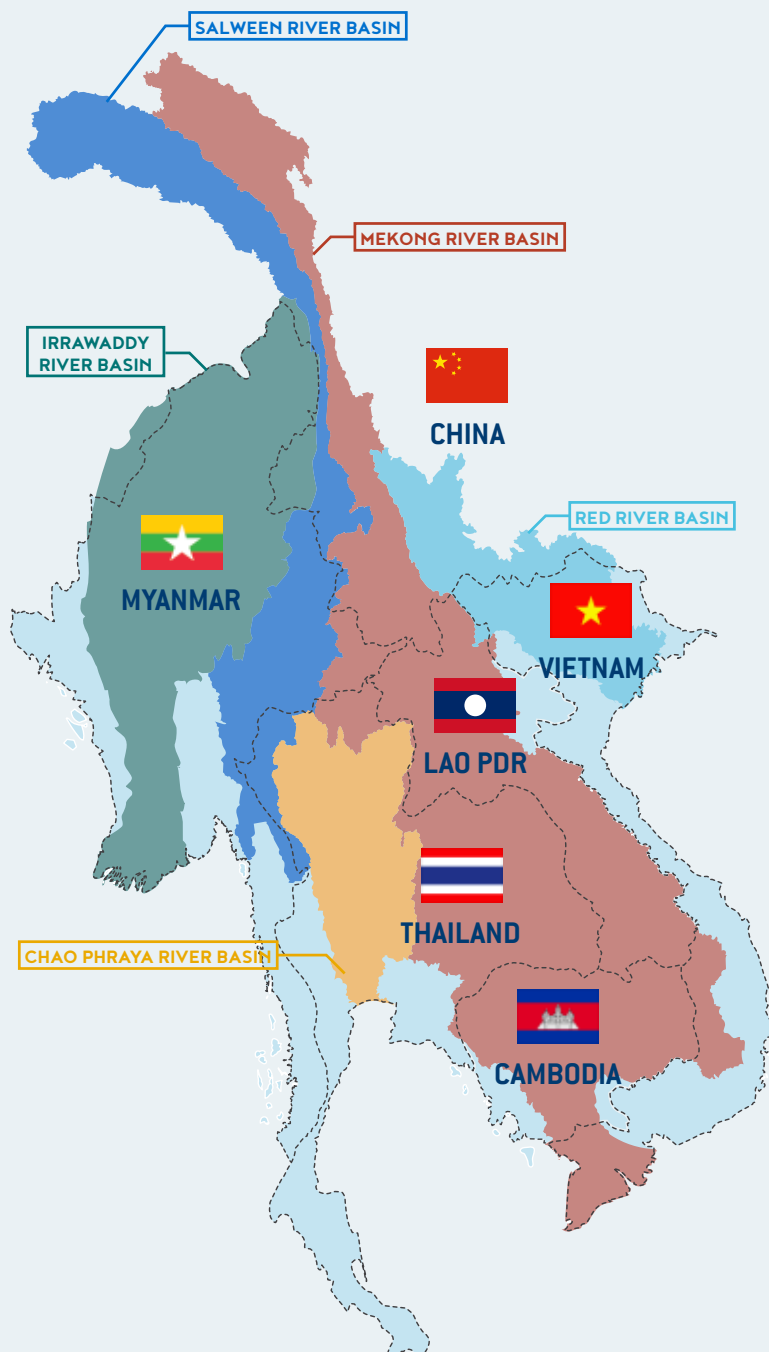 SALWEEN RIVER BASIN
MEKONG RIVER BASIN
IRRAWADDY
RIVER BASIN
CHINA
RED RIVER BASIN
MYANMAR
VIETNAM
LAO PDR
THAILAND
CHAO PHRAYA RIVER BASIN
CAMBODIA